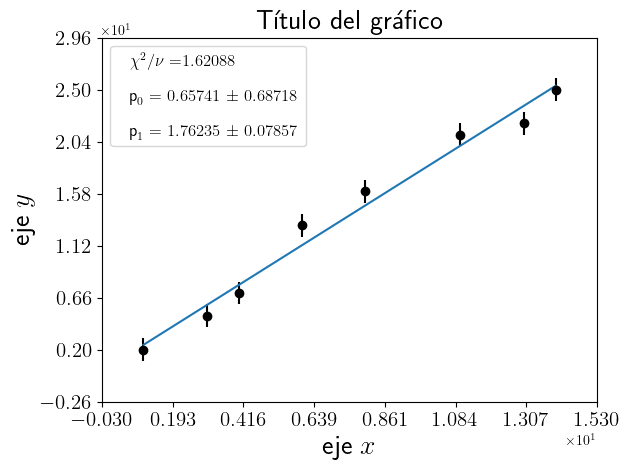 Título del gráfico
×10¹
2.96
2.50
2.04
1.58
1.12
0.66
0.20
−0.26
eje y
χ²/ν =1.62088
p₀ = 0.65741 ± 0.68718
p₁ = 1.76235 ± 0.07857
−0.030 0.193 0.416 0.639 0.861 1.084 1.307 1.530
eje x
×10¹